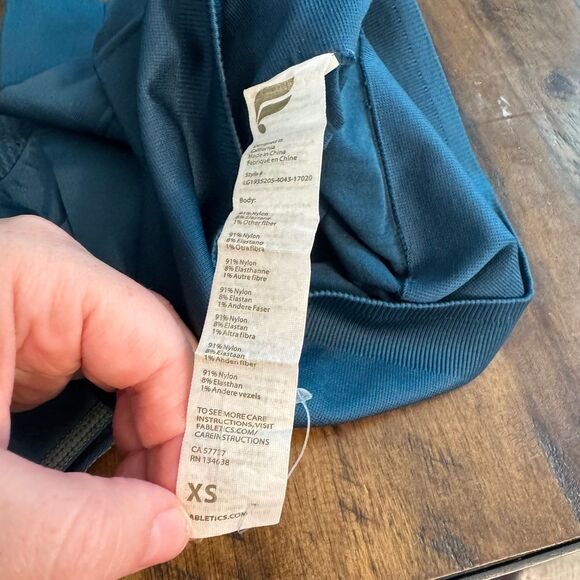 Designed in
California
Made in China
Fabriqué en Chine
Style #
LG1935205-4043-17020
Body:
91% Nylon
8% Elastane
1% Other fiber
91% Nylon
8% Elastano
1% Otra fibra
91% Nylon
8% Elasthanne
1% Autre fibre
91% Nylon
8% Elastan
1% Andere Faser
91% Nylon
8% Elastan
1% Altra fibra
91% Nylon
8% Elastaan
1% Anden fiber
91% Nylon
8% Elasthan
1% Andere vezels
TO SEE MORE CARE
INSTRUCTIONS, VISIT
FABLETICS.COM/
CAREINSTRUCTIONS
CA 57737
RN 134638
XS
ABLETICS.COM